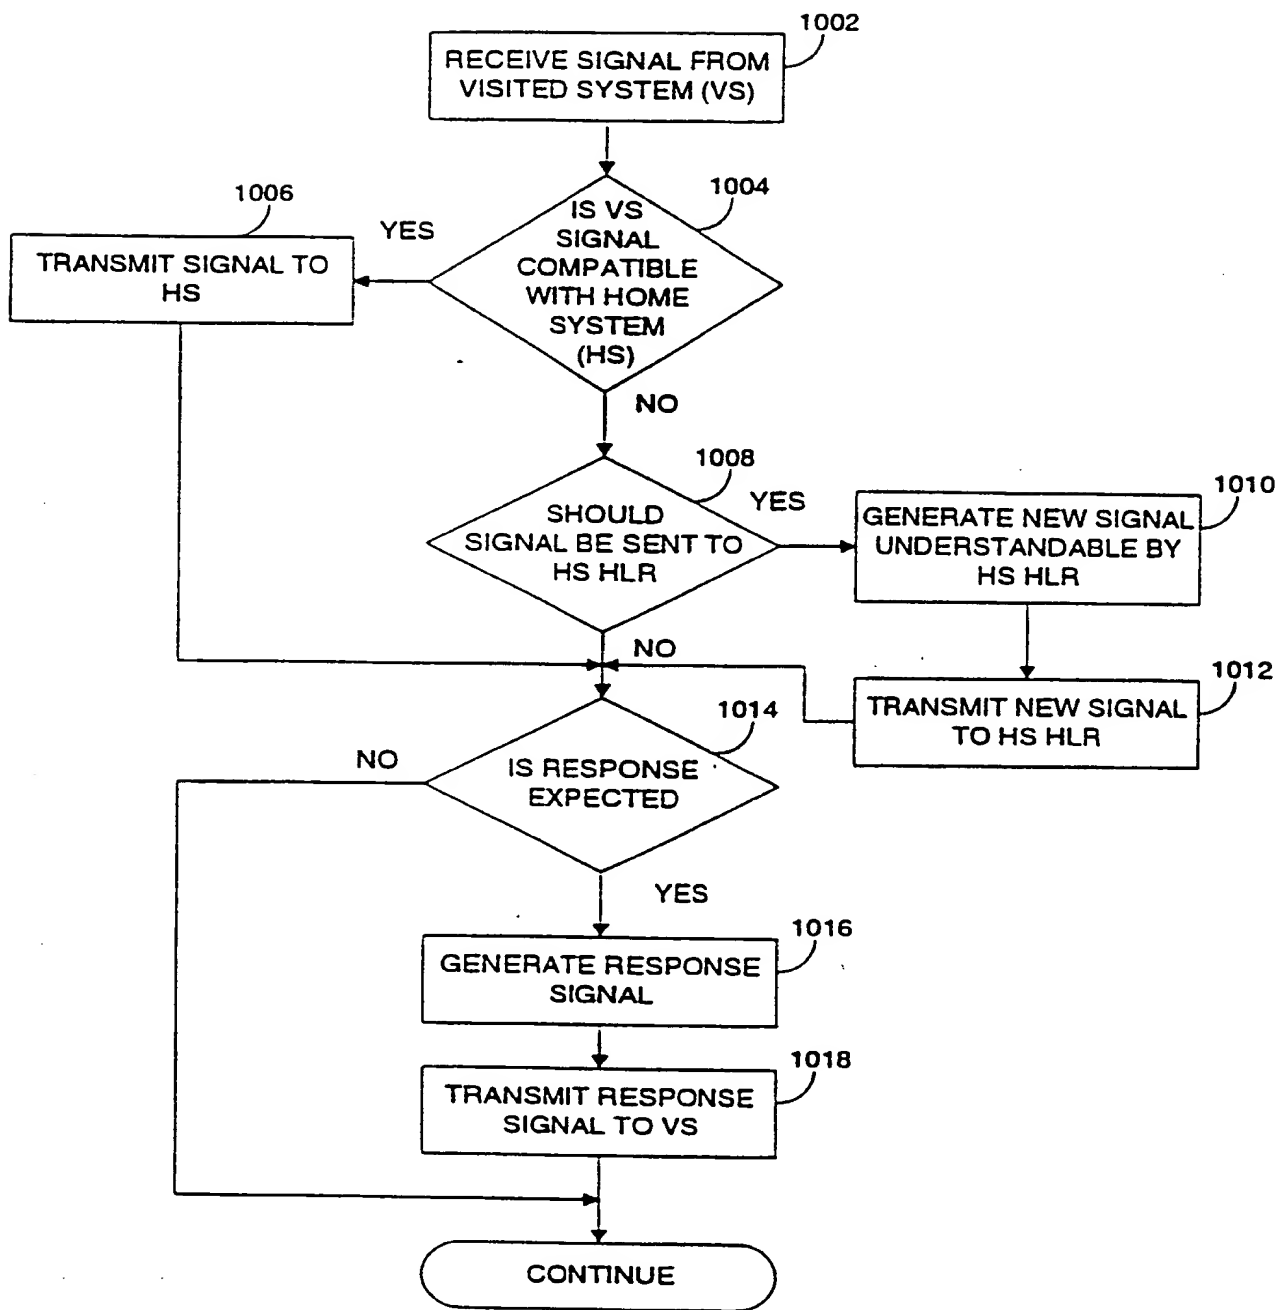 1002
RECEIVE SIGNAL FROM
VISITED SYSTEM (VS)
1004
IS VS
SIGNAL
COMPATIBLE
WITH HOME
SYSTEM
(HS)
YES
1006
TRANSMIT SIGNAL TO
HS
NO
1008
SHOULD
SIGNAL BE SENT TO
HS HLR
YES
1010
GENERATE NEW SIGNAL
UNDERSTANDABLE BY
HS HLR
NO
1012
TRANSMIT NEW SIGNAL
TO HS HLR
1014
IS RESPONSE
EXPECTED
NO
YES
1016
GENERATE RESPONSE
SIGNAL
1018
TRANSMIT RESPONSE
SIGNAL TO VS
CONTINUE